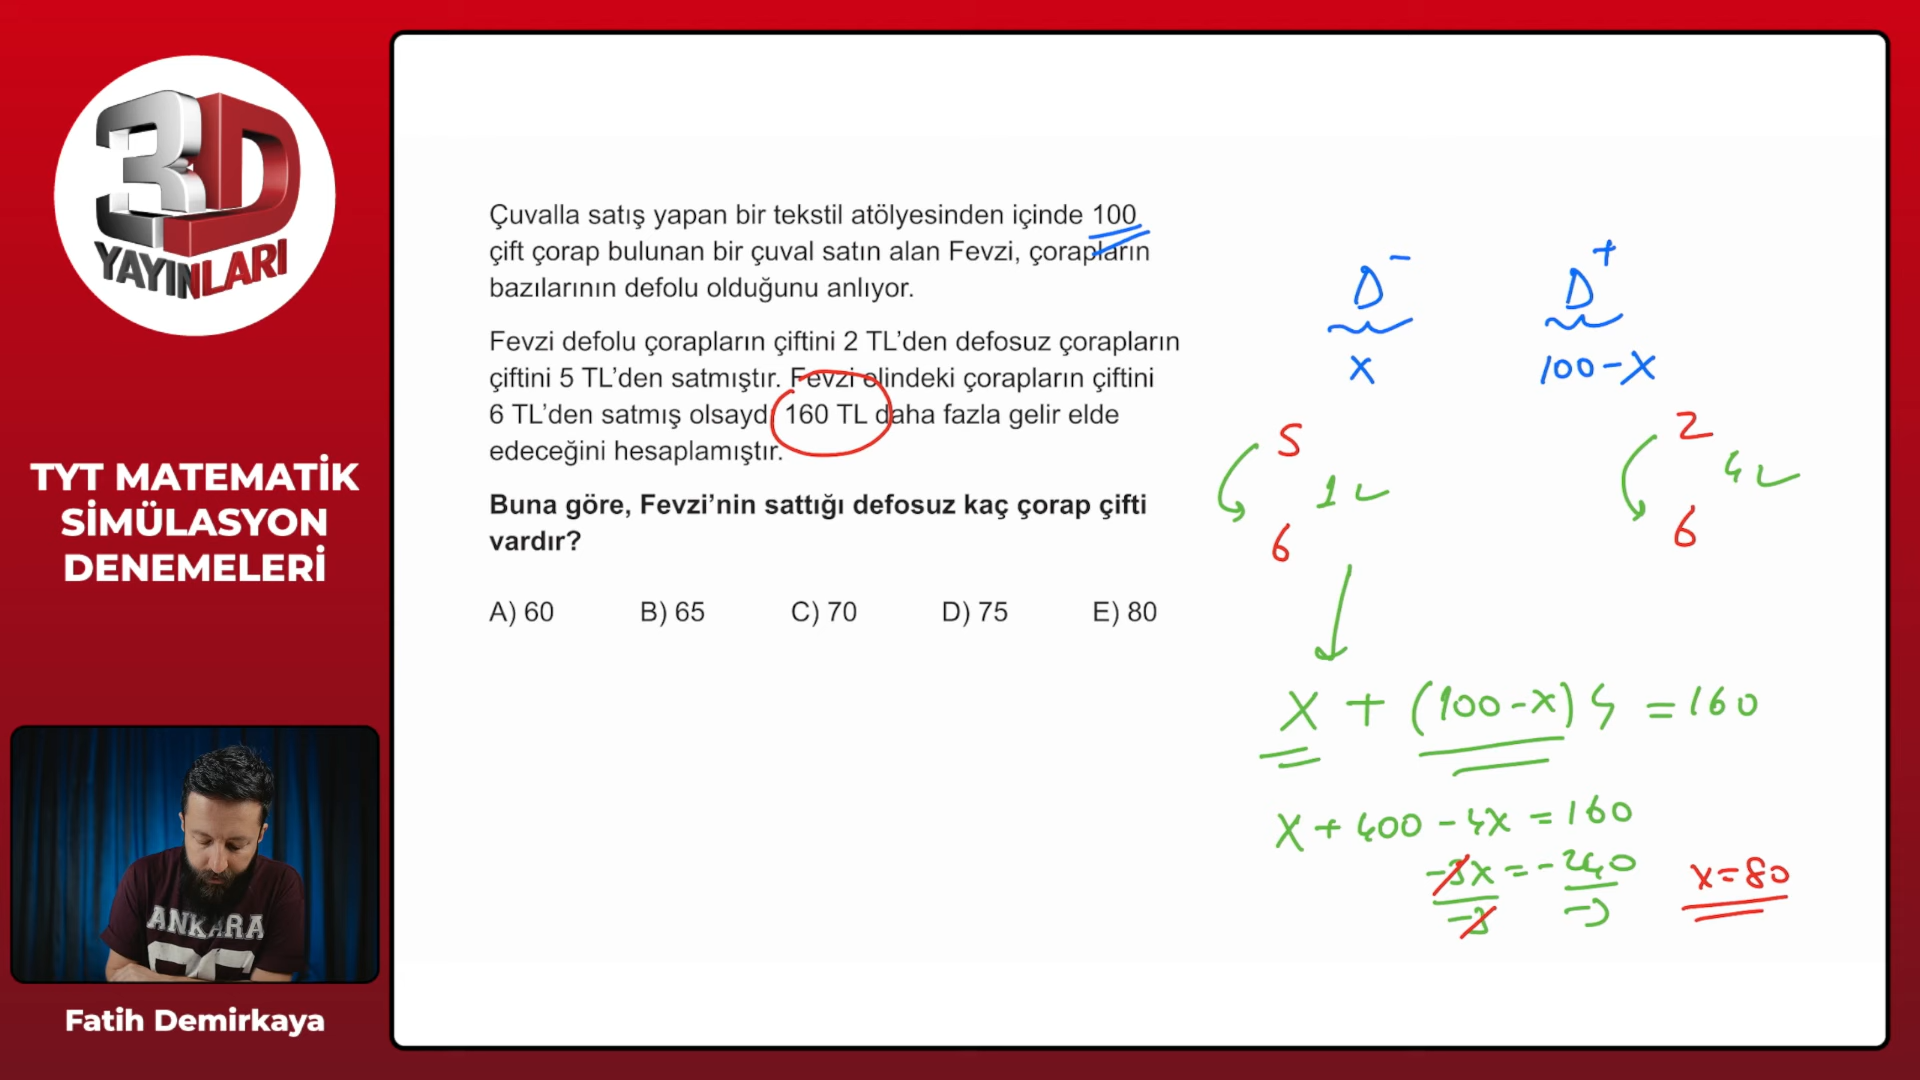 3D
YAYINLARI
TYT MATEMATİK
SİMÜLASYON
DENEMELERİ
ANKARA
Fatih Demirkaya
Çuvalla satış yapan bir tekstil atölyesinden içinde 100
çift çorap bulunan bir çuval satın alan Fevzi, çorapların
bazılarının defolu olduğunu anlıyor.
Fevzi defolu çorapların çiftini 2 TL’den defosuz çorapların
çiftini 5 TL’den satmıştır. Fevzi elindeki çorapların çiftini
6 TL’den satmış olsayd 160 TL daha fazla gelir elde
edeceğini hesaplamıştır.
Buna göre, Fevzi’nin sattığı defosuz kaç çorap çifti
vardır?
A) 60 B) 65 C) 70 D) 75 E) 80
D⁻ D⁺
x 100-x
5 2
1 4
6 6
x + (100-x) 4 = 160
x + 400 - 4x = 160
-3x = -240 x = 80
-3 -3